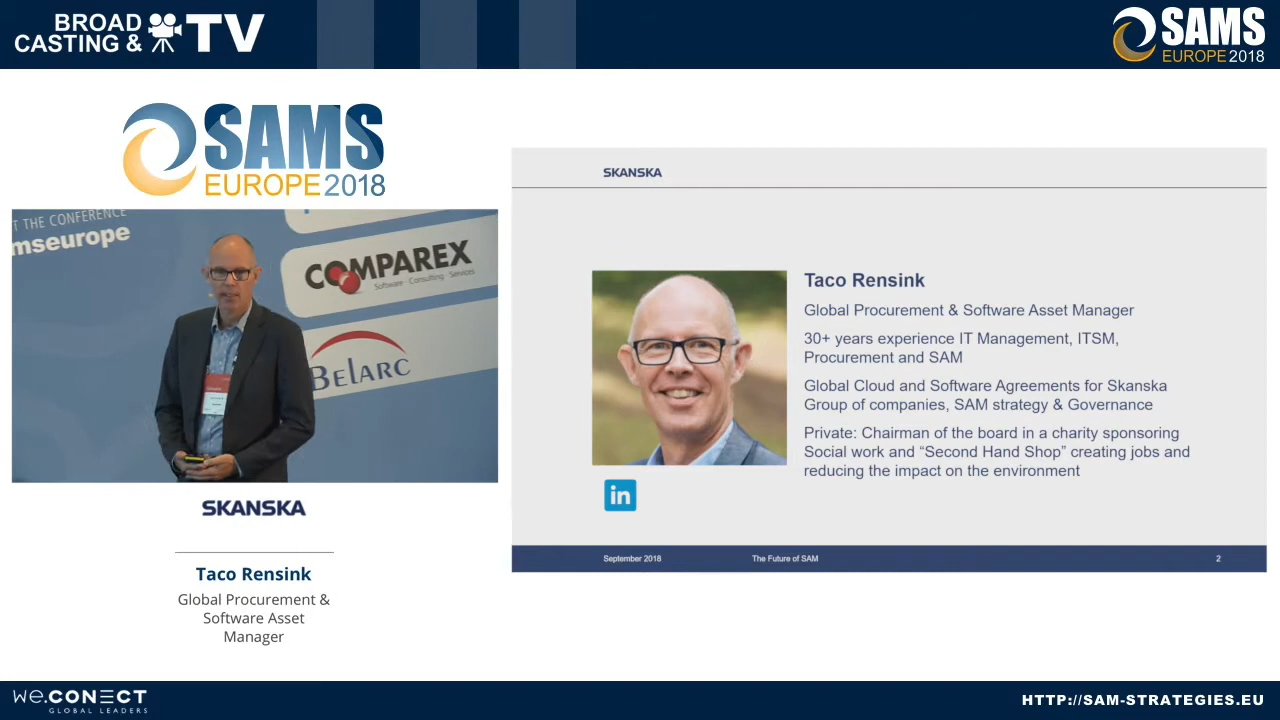 BROAD
CASTING & TV
SAMS
EUROPE 2018
SAMS
EUROPE 2018
T THE CONFERENCE
mseurope
COMPAREX
Software · Consulting · Services
BELARC
SKANSKA
Taco Rensink
Global Procurement &
Software Asset
Manager
SKANSKA
Taco Rensink
Global Procurement & Software Asset Manager
30+ years experience IT Management, ITSM,
Procurement and SAM
Global Cloud and Software Agreements for Skanska
Group of companies, SAM strategy & Governance
Private: Chairman of the board in a charity sponsoring
Social work and “Second Hand Shop” creating jobs and
reducing the impact on the environment
in
September 2018 The Future of SAM 2
we.CONECT
GLOBAL LEADERS
HTTP://SAM-STRATEGIES.EU